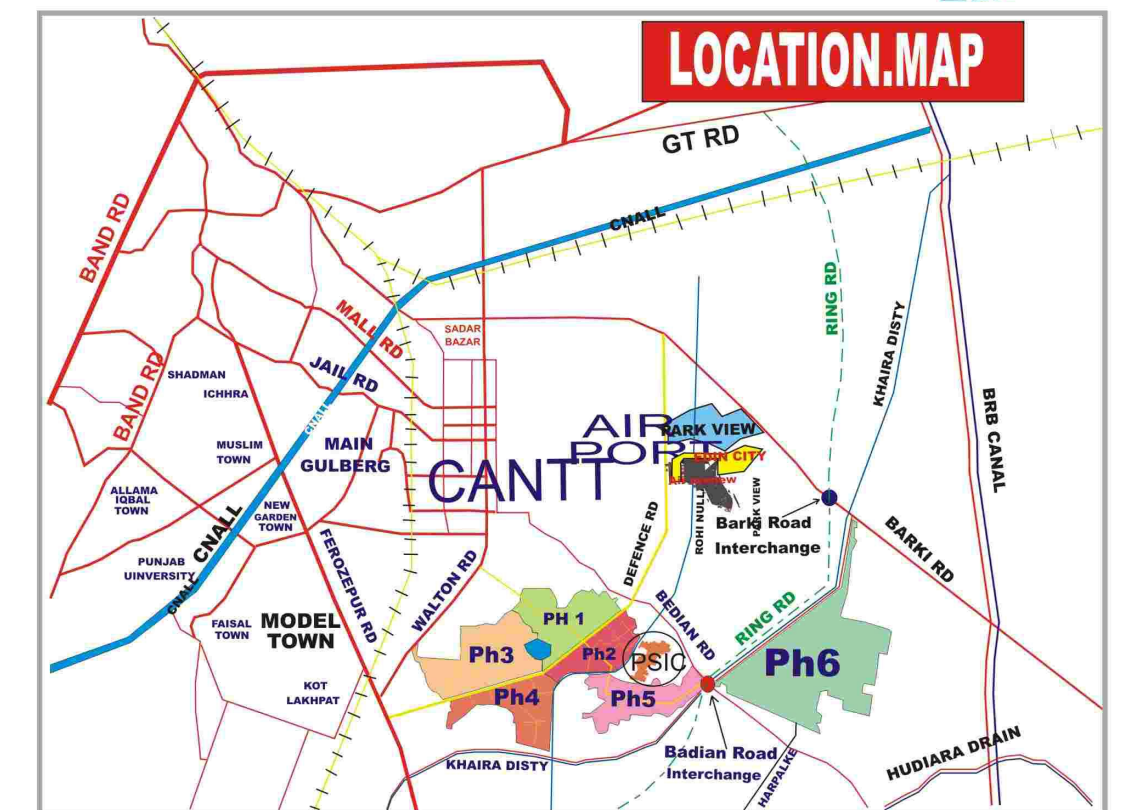 LOCATION.MAP
GT RD
CNALL
BAND RD
RING RD
MALL RD
SADAR
BAZAR
KHAIRA DISTY
JAIL RD
BAND RD
SHADMAN
ICHHRA
CNALL
BRB CANAL
AIR
PORT
PARK VIEW
EDIN CITY
MUSLIM
TOWN
MAIN
GULBERG
CANTT
ALLAMA
IQBAL
TOWN
NEW
GARDEN
TOWN
CNALL
ROHI NULL
PARK VIEW
Barki Road
Interchange
BARKI RD
DEFENCE RD
FEROZEPUR RD
WALTON RD
PUNJAB
UINVERSITY
CNALL
BEDIAN RD
RING RD
FAISAL
TOWN
MODEL
TOWN
PH 1
Ph3
Ph2
PSIC
Ph6
KOT
LAKHPAT
Ph4
Ph5
KHAIRA DISTY
Badian Road
Interchange
HARPALKE
HUDIARA DRAIN